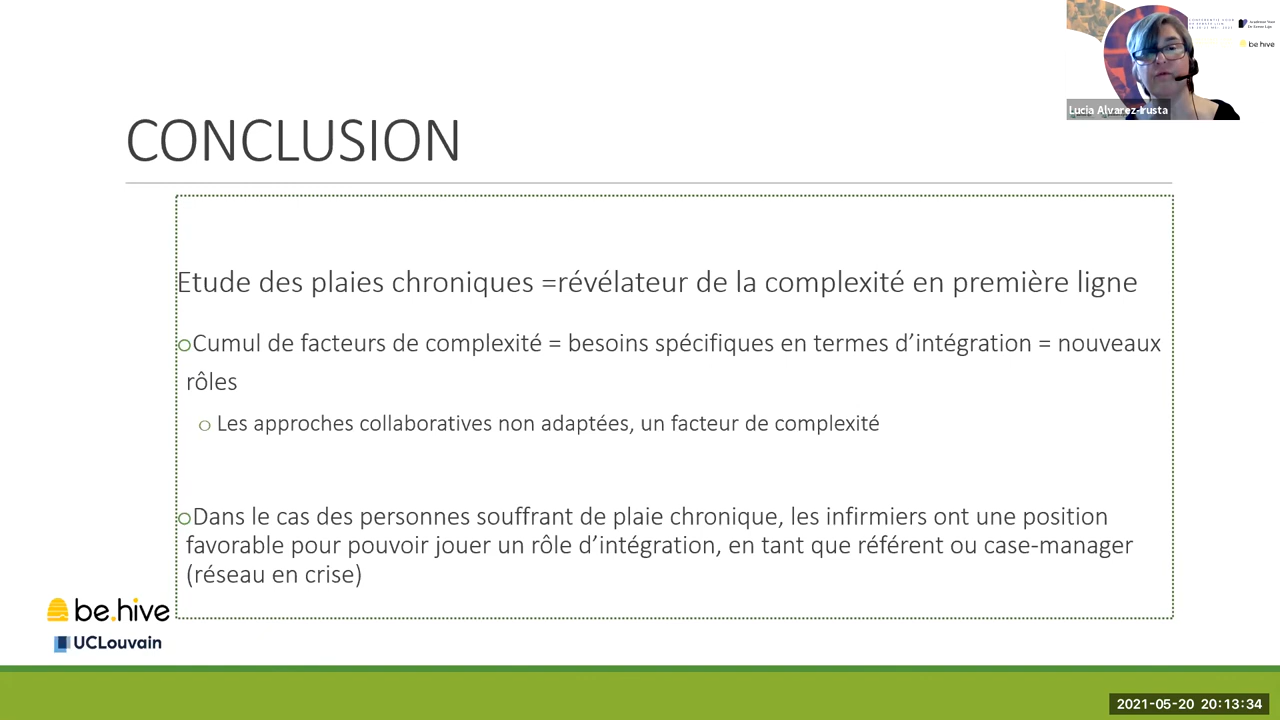 Lucía Alvarez-Irusta
be.hive
CONCLUSION
Etude des plaies chroniques =révélateur de la complexité en première ligne
oCumul de facteurs de complexité = besoins spécifiques en termes d’intégration = nouveaux
rôles
o Les approches collaboratives non adaptées, un facteur de complexité
oDans le cas des personnes souffrant de plaie chronique, les infirmiers ont une position
favorable pour pouvoir jouer un rôle d’intégration, en tant que référent ou case-manager
(réseau en crise)
be.hive
UCLouvain
2021-05-20 20:13:34